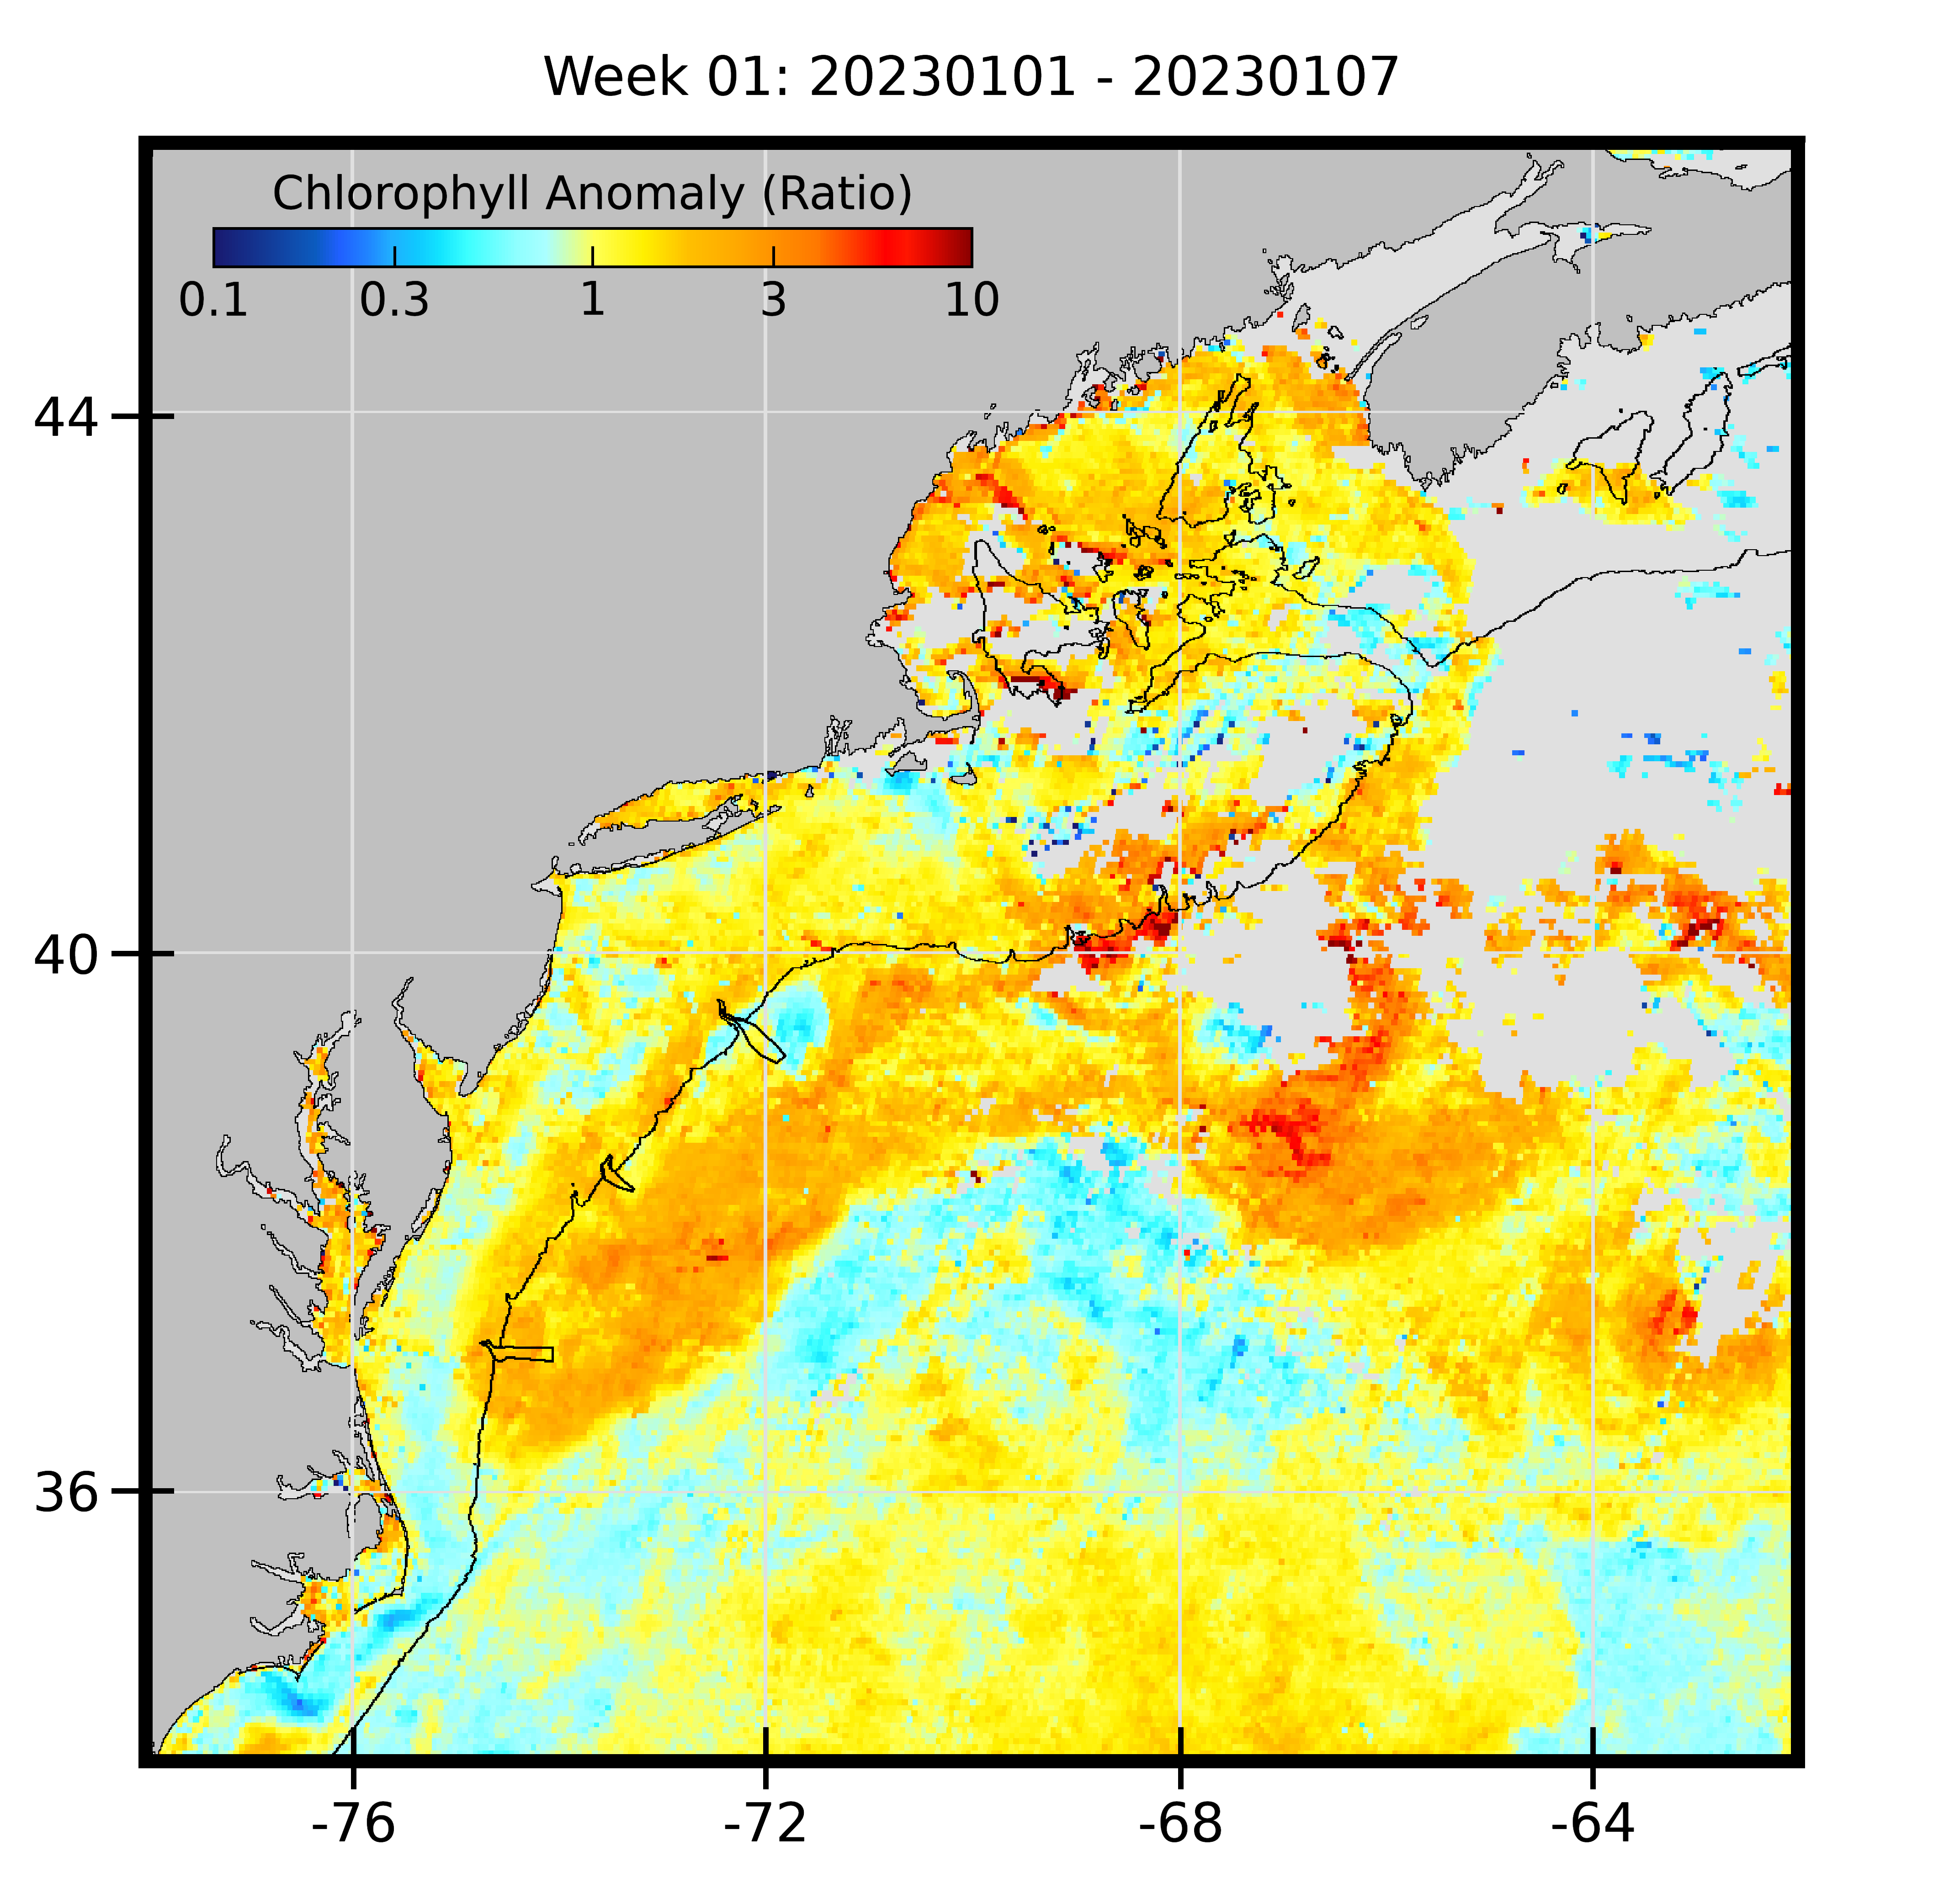 Week 01: 20230101 - 20230107
Chlorophyll Anomaly (Ratio)
0.1 0.3 1 3 10
44
40
36
-76 -72 -68 -64